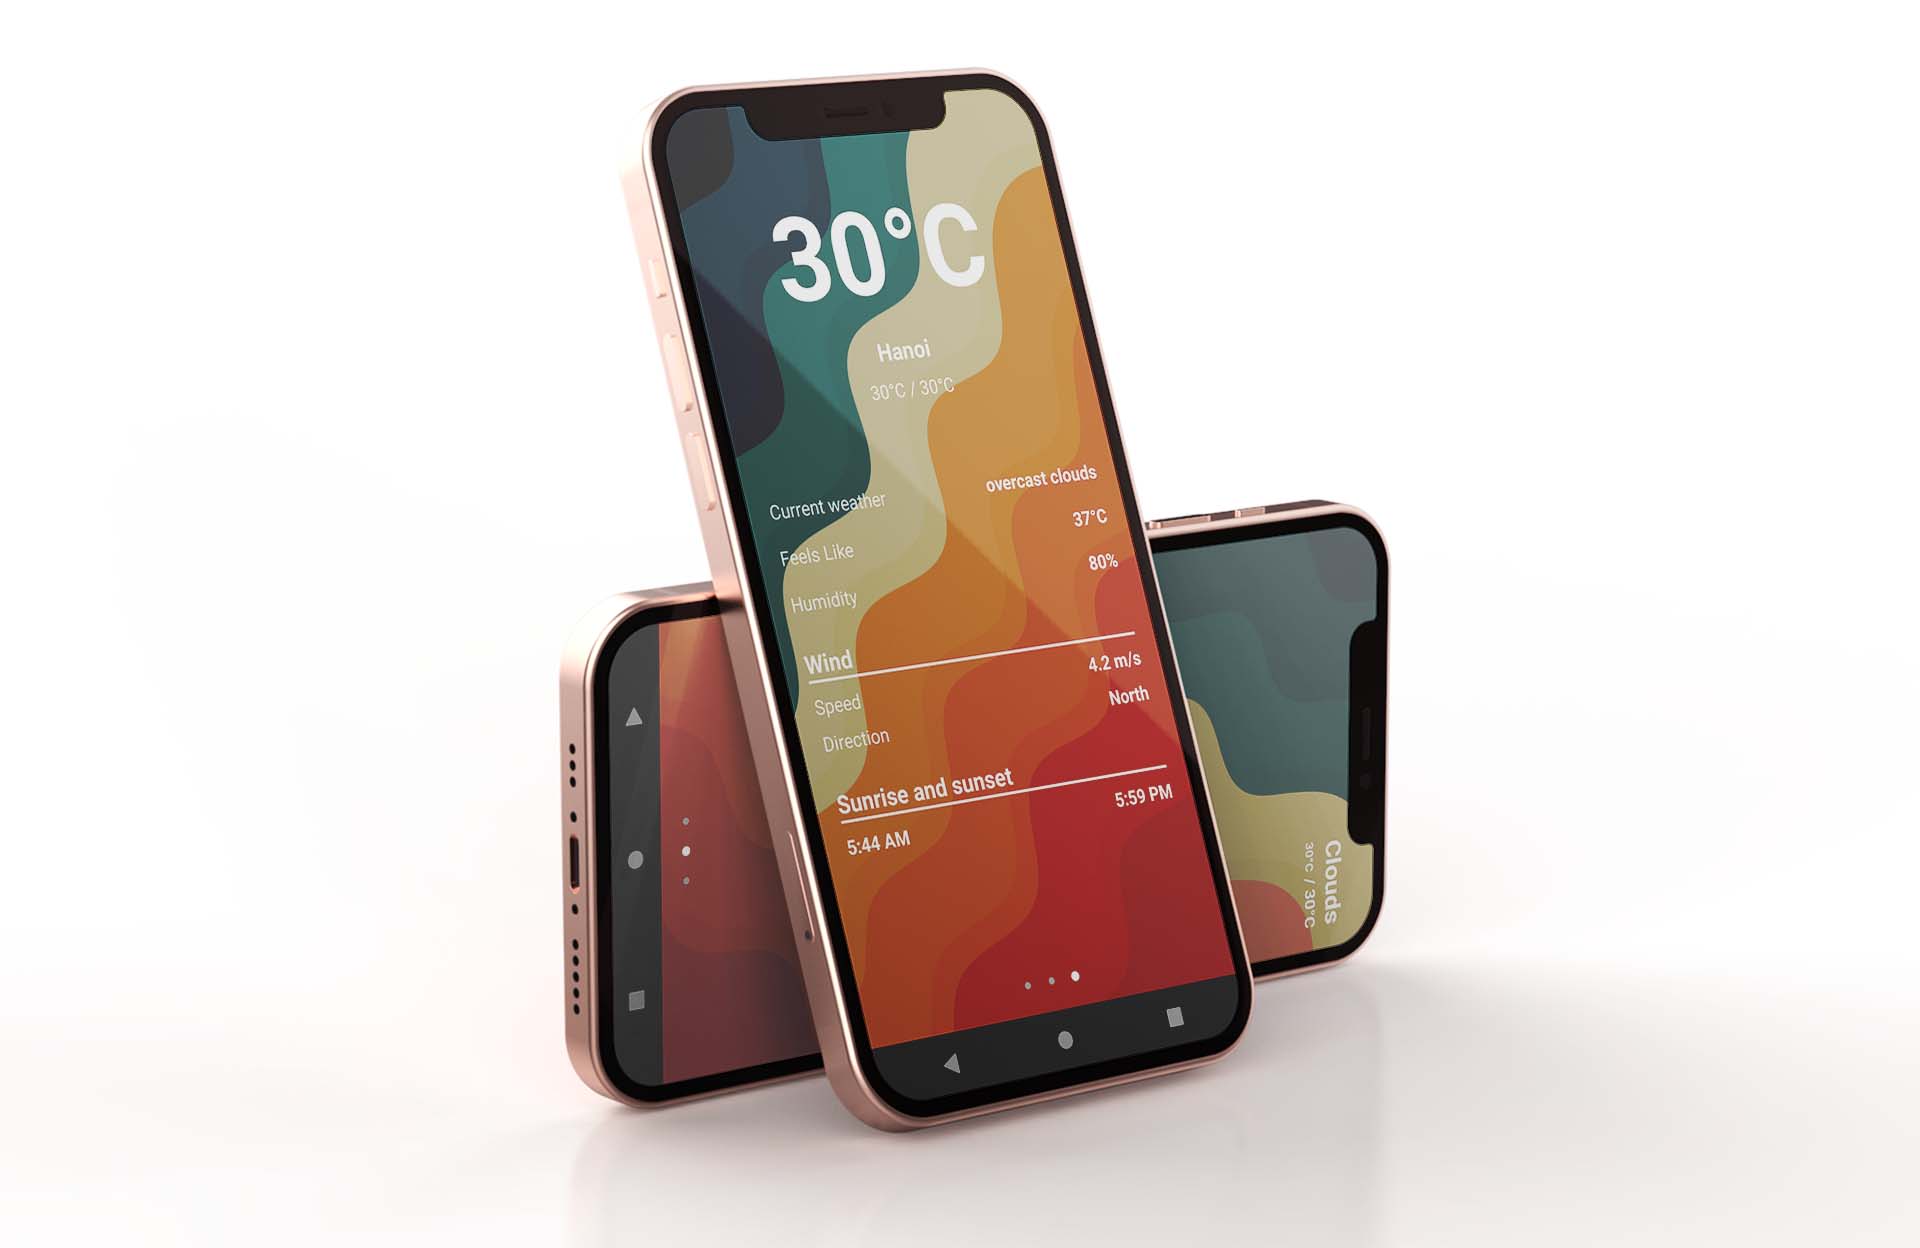 30°C
Hanoi
30°C / 30°C
Current weather overcast clouds
Feels Like 37°C
Humidity 80%
Wind
Speed 4.2 m/s
Direction North
Sunrise and sunset
5:44 AM 5:59 PM
Clouds
30°C / 30°C